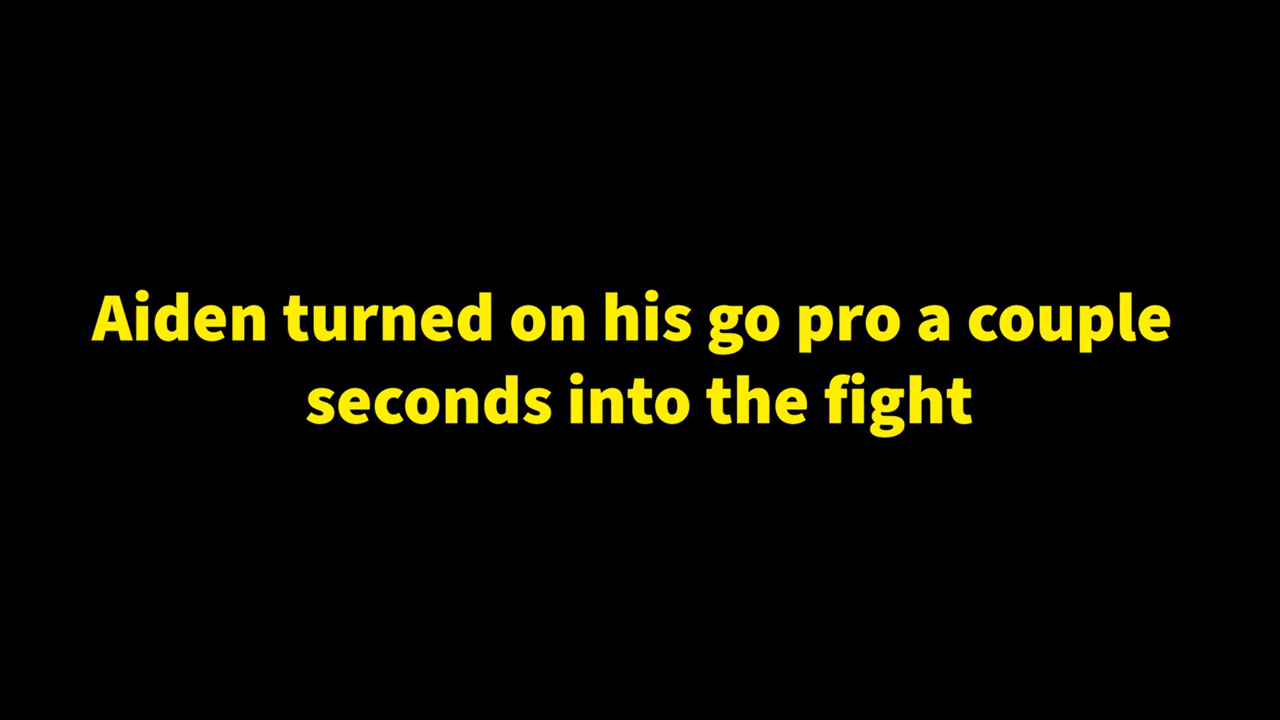 Aiden turned on his go pro a couple
seconds into the fight